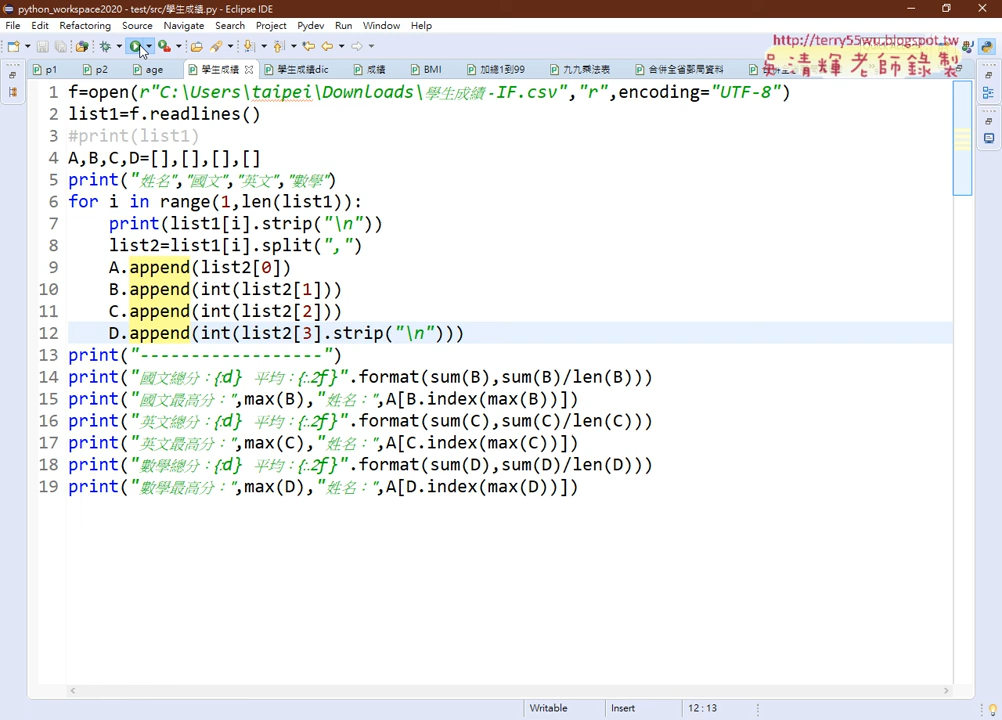 python_workspace2020 - test/src/學生成績.py - Eclipse IDE
File Edit Refactoring Source Navigate Search Project Pydev Run Window Help
http://terry55wu.blogspot.tw
吳清輝老師錄製
p1 p2 age 學生成績 學生成績dic 成績 BMI 加總1到99 九九乘法表 合併全省郵局資料
1 f=open(r"C:\Users\taipei\Downloads\學生成績-IF.csv","r",encoding="UTF-8")
2 list1=f.readlines()
3 #print(list1)
4 A,B,C,D=[],[],[],[]
5 print("姓名","國文","英文","數學")
6 for i in range(1,len(list1)):
7     print(list1[i].strip("\n"))
8     list2=list1[i].split(",")
9     A.append(list2[0])
10     B.append(int(list2[1]))
11     C.append(int(list2[2]))
12     D.append(int(list2[3].strip("\n")))
13 print("------------------")
14 print("國文總分：{:d} 平均：{:.2f}".format(sum(B),sum(B)/len(B)))
15 print("國文最高分：",max(B),"姓名：",A[B.index(max(B))])
16 print("英文總分：{:d} 平均：{:.2f}".format(sum(C),sum(C)/len(C)))
17 print("英文最高分：",max(C),"姓名：",A[C.index(max(C))])
18 print("數學總分：{:d} 平均：{:.2f}".format(sum(D),sum(D)/len(D)))
19 print("數學最高分：",max(D),"姓名：",A[D.index(max(D))])
Writable Insert 12 : 13